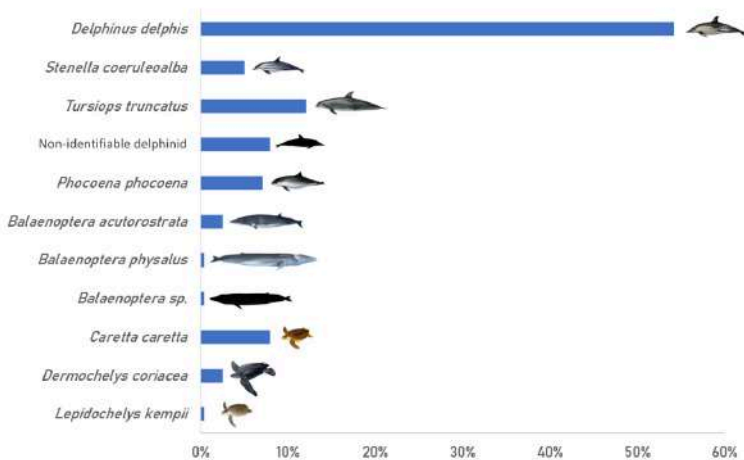 Delphinus delphis
Stenella coeruleoalba
Tursiops truncatus
Non-identifiable delphinid
Phocoena phocoena
Balaenoptera acutorostrata
Balaenoptera physalus
Balaenoptera sp.
Caretta caretta
Dermochelys coriacea
Lepidochelys kempii
0% 10% 20% 30% 40% 50% 60%